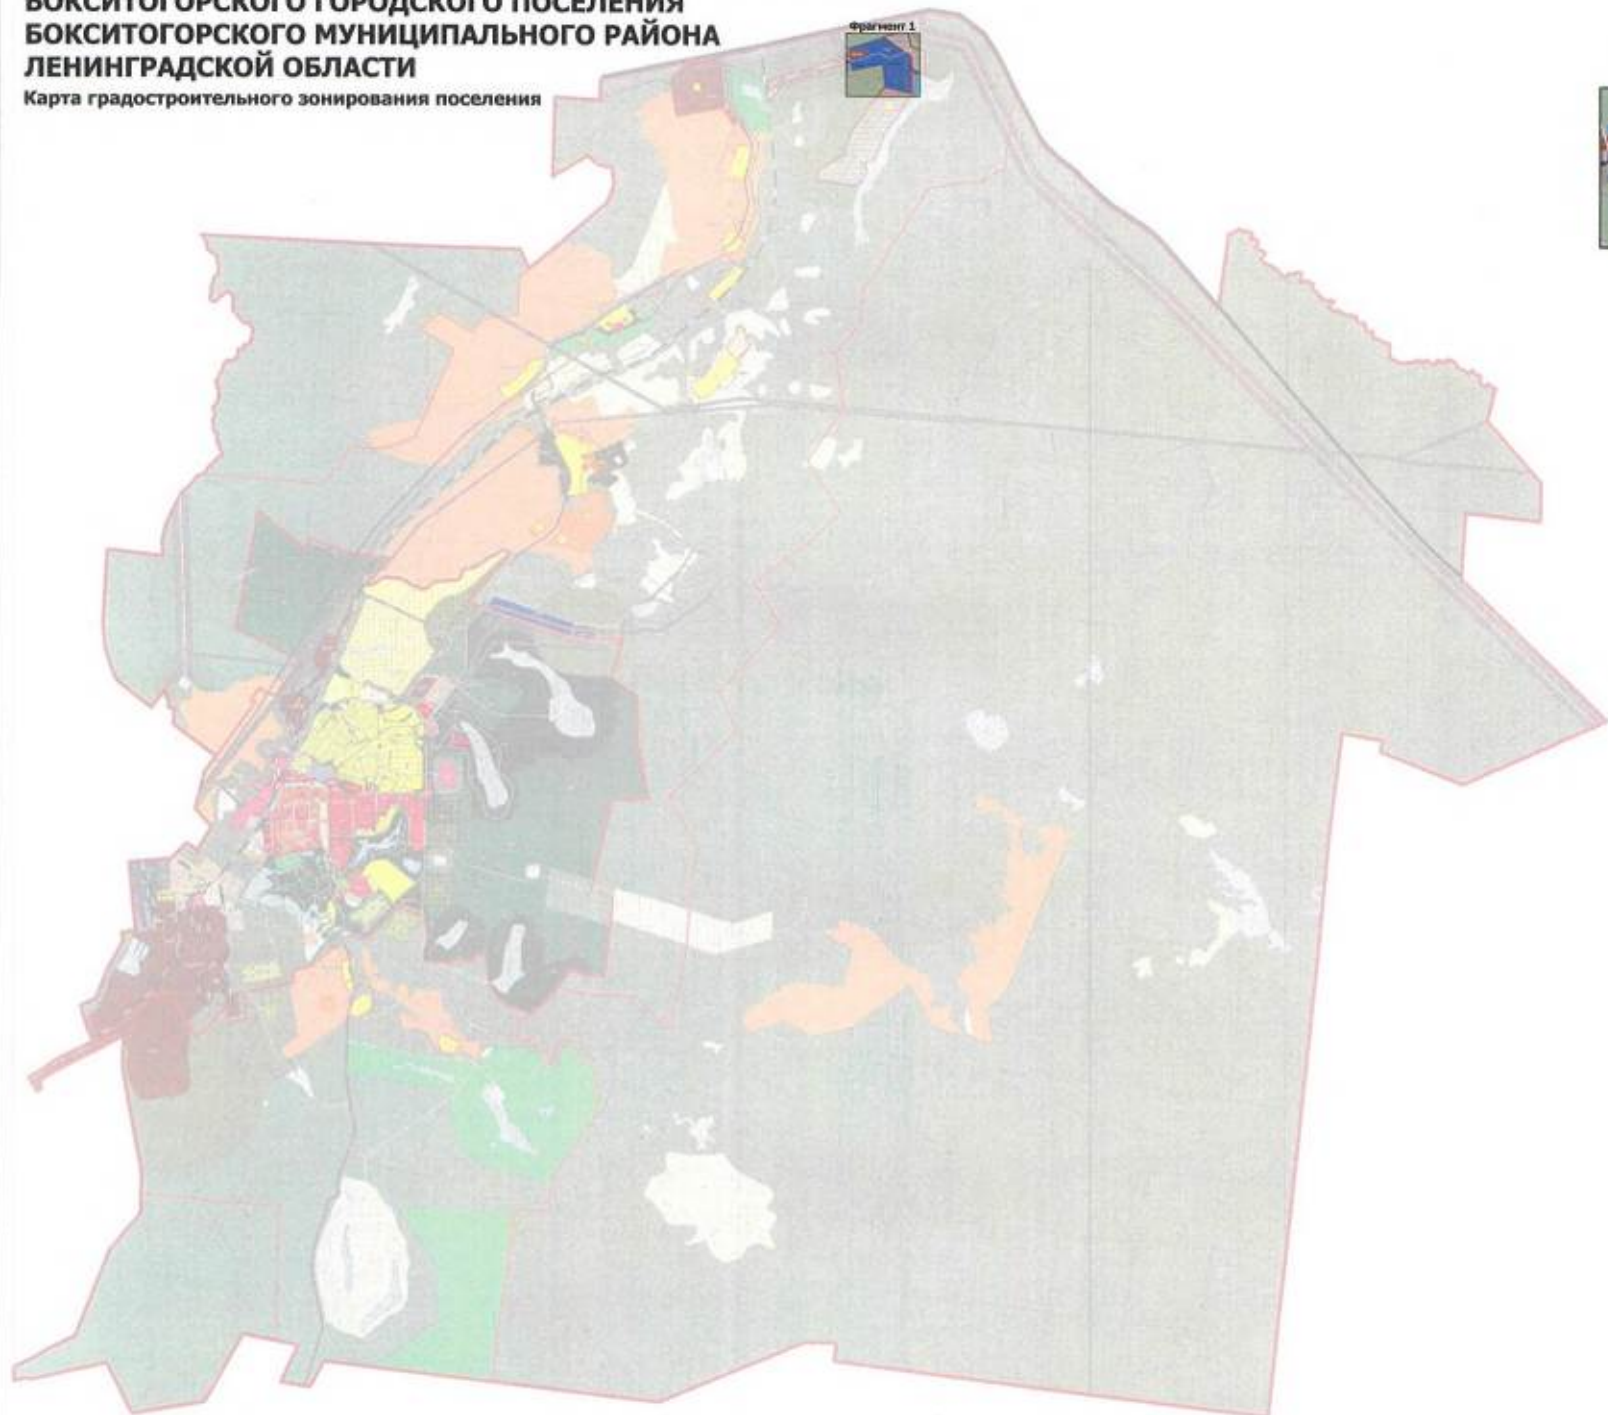 БОКСИТОГОРСКОГО ГОРОДСКОГО ПОСЕЛЕНИЯ
БОКСИТОГОРСКОГО МУНИЦИПАЛЬНОГО РАЙОНА
ЛЕНИНГРАДСКОЙ ОБЛАСТИ
Карта градостроительного зонирования поселения
Фрагмент 1